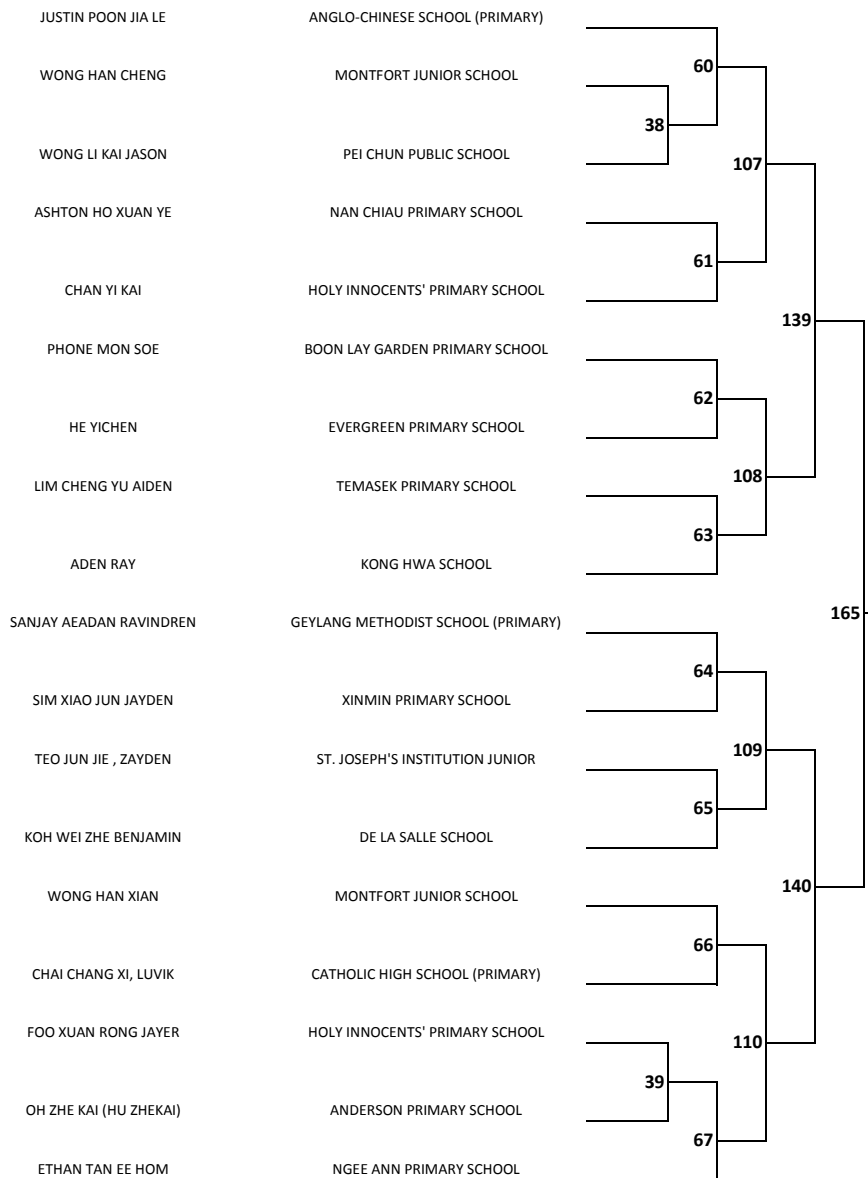 JUSTIN POON JIA LE ANGLO-CHINESE SCHOOL (PRIMARY)
60
WONG HAN CHENG MONTFORT JUNIOR SCHOOL
38
WONG LI KAI JASON PEI CHUN PUBLIC SCHOOL
107
ASHTON HO XUAN YE NAN CHIAU PRIMARY SCHOOL
61
CHAN YI KAI HOLY INNOCENTS' PRIMARY SCHOOL
139
PHONE MON SOE BOON LAY GARDEN PRIMARY SCHOOL
62
HE YICHEN EVERGREEN PRIMARY SCHOOL
108
LIM CHENG YU AIDEN TEMASEK PRIMARY SCHOOL
63
ADEN RAY KONG HWA SCHOOL
165
SANJAY AEADAN RAVINDREN GEYLANG METHODIST SCHOOL (PRIMARY)
64
SIM XIAO JUN JAYDEN XINMIN PRIMARY SCHOOL
109
TEO JUN JIE , ZAYDEN ST. JOSEPH'S INSTITUTION JUNIOR
65
KOH WEI ZHE BENJAMIN DE LA SALLE SCHOOL
140
WONG HAN XIAN MONTFORT JUNIOR SCHOOL
66
CHAI CHANG XI, LUVIK CATHOLIC HIGH SCHOOL (PRIMARY)
FOO XUAN RONG JAYER HOLY INNOCENTS' PRIMARY SCHOOL
110
39
OH ZHE KAI (HU ZHEKAI) ANDERSON PRIMARY SCHOOL
67
ETHAN TAN EE HOM NGEE ANN PRIMARY SCHOOL